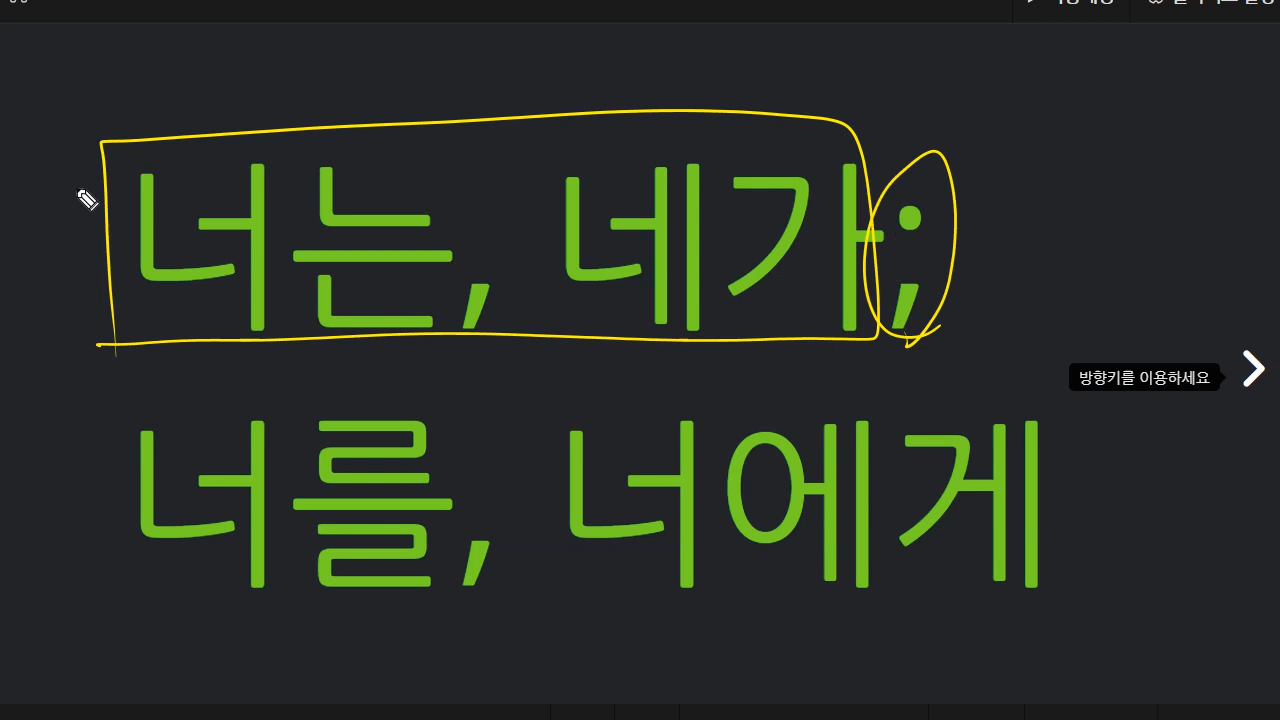 너는, 네가;
방향키를 이용하세요
너를, 너에게